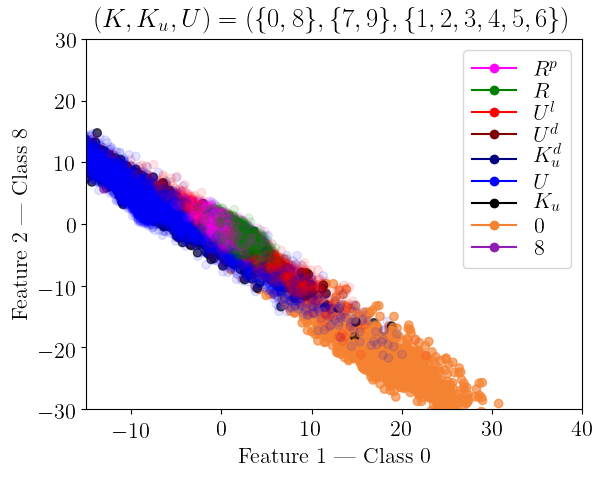 (K, K_u, U) = ({0, 8}, {7, 9}, {1, 2, 3, 4, 5, 6})
30
20
10
0
−10
−20
−30
−10
0
10
20
30
40
Feature 2 — Class 8
Feature 1 — Class 0
R^p
R
U^l
U^d
K_u^d
U
K_u
0
8